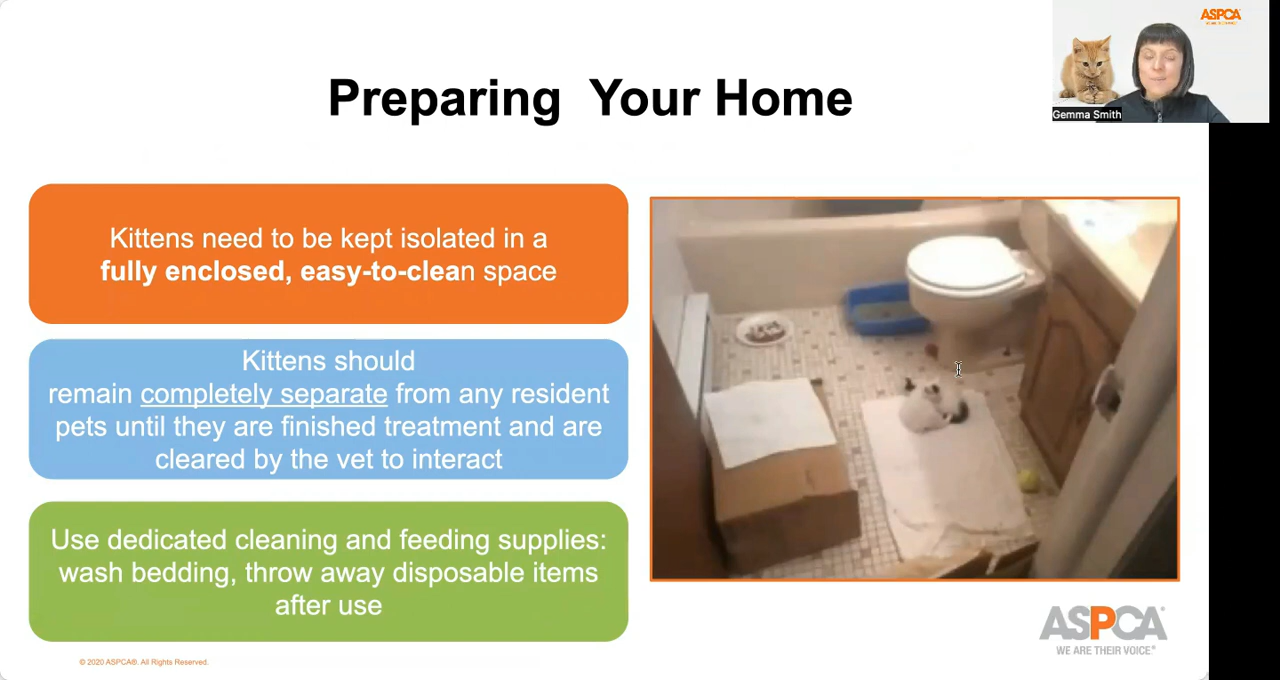 ASPCA
Gemma Smith
Preparing Your Home
Kittens need to be kept isolated in a
fully enclosed, easy-to-clean space
Kittens should
remain completely separate from any resident
pets until they are finished treatment and are
cleared by the vet to interact
Use dedicated cleaning and feeding supplies:
wash bedding, throw away disposable items
after use
ASPCA®
WE ARE THEIR VOICE.®
© 2020 ASPCA®. All Rights Reserved.